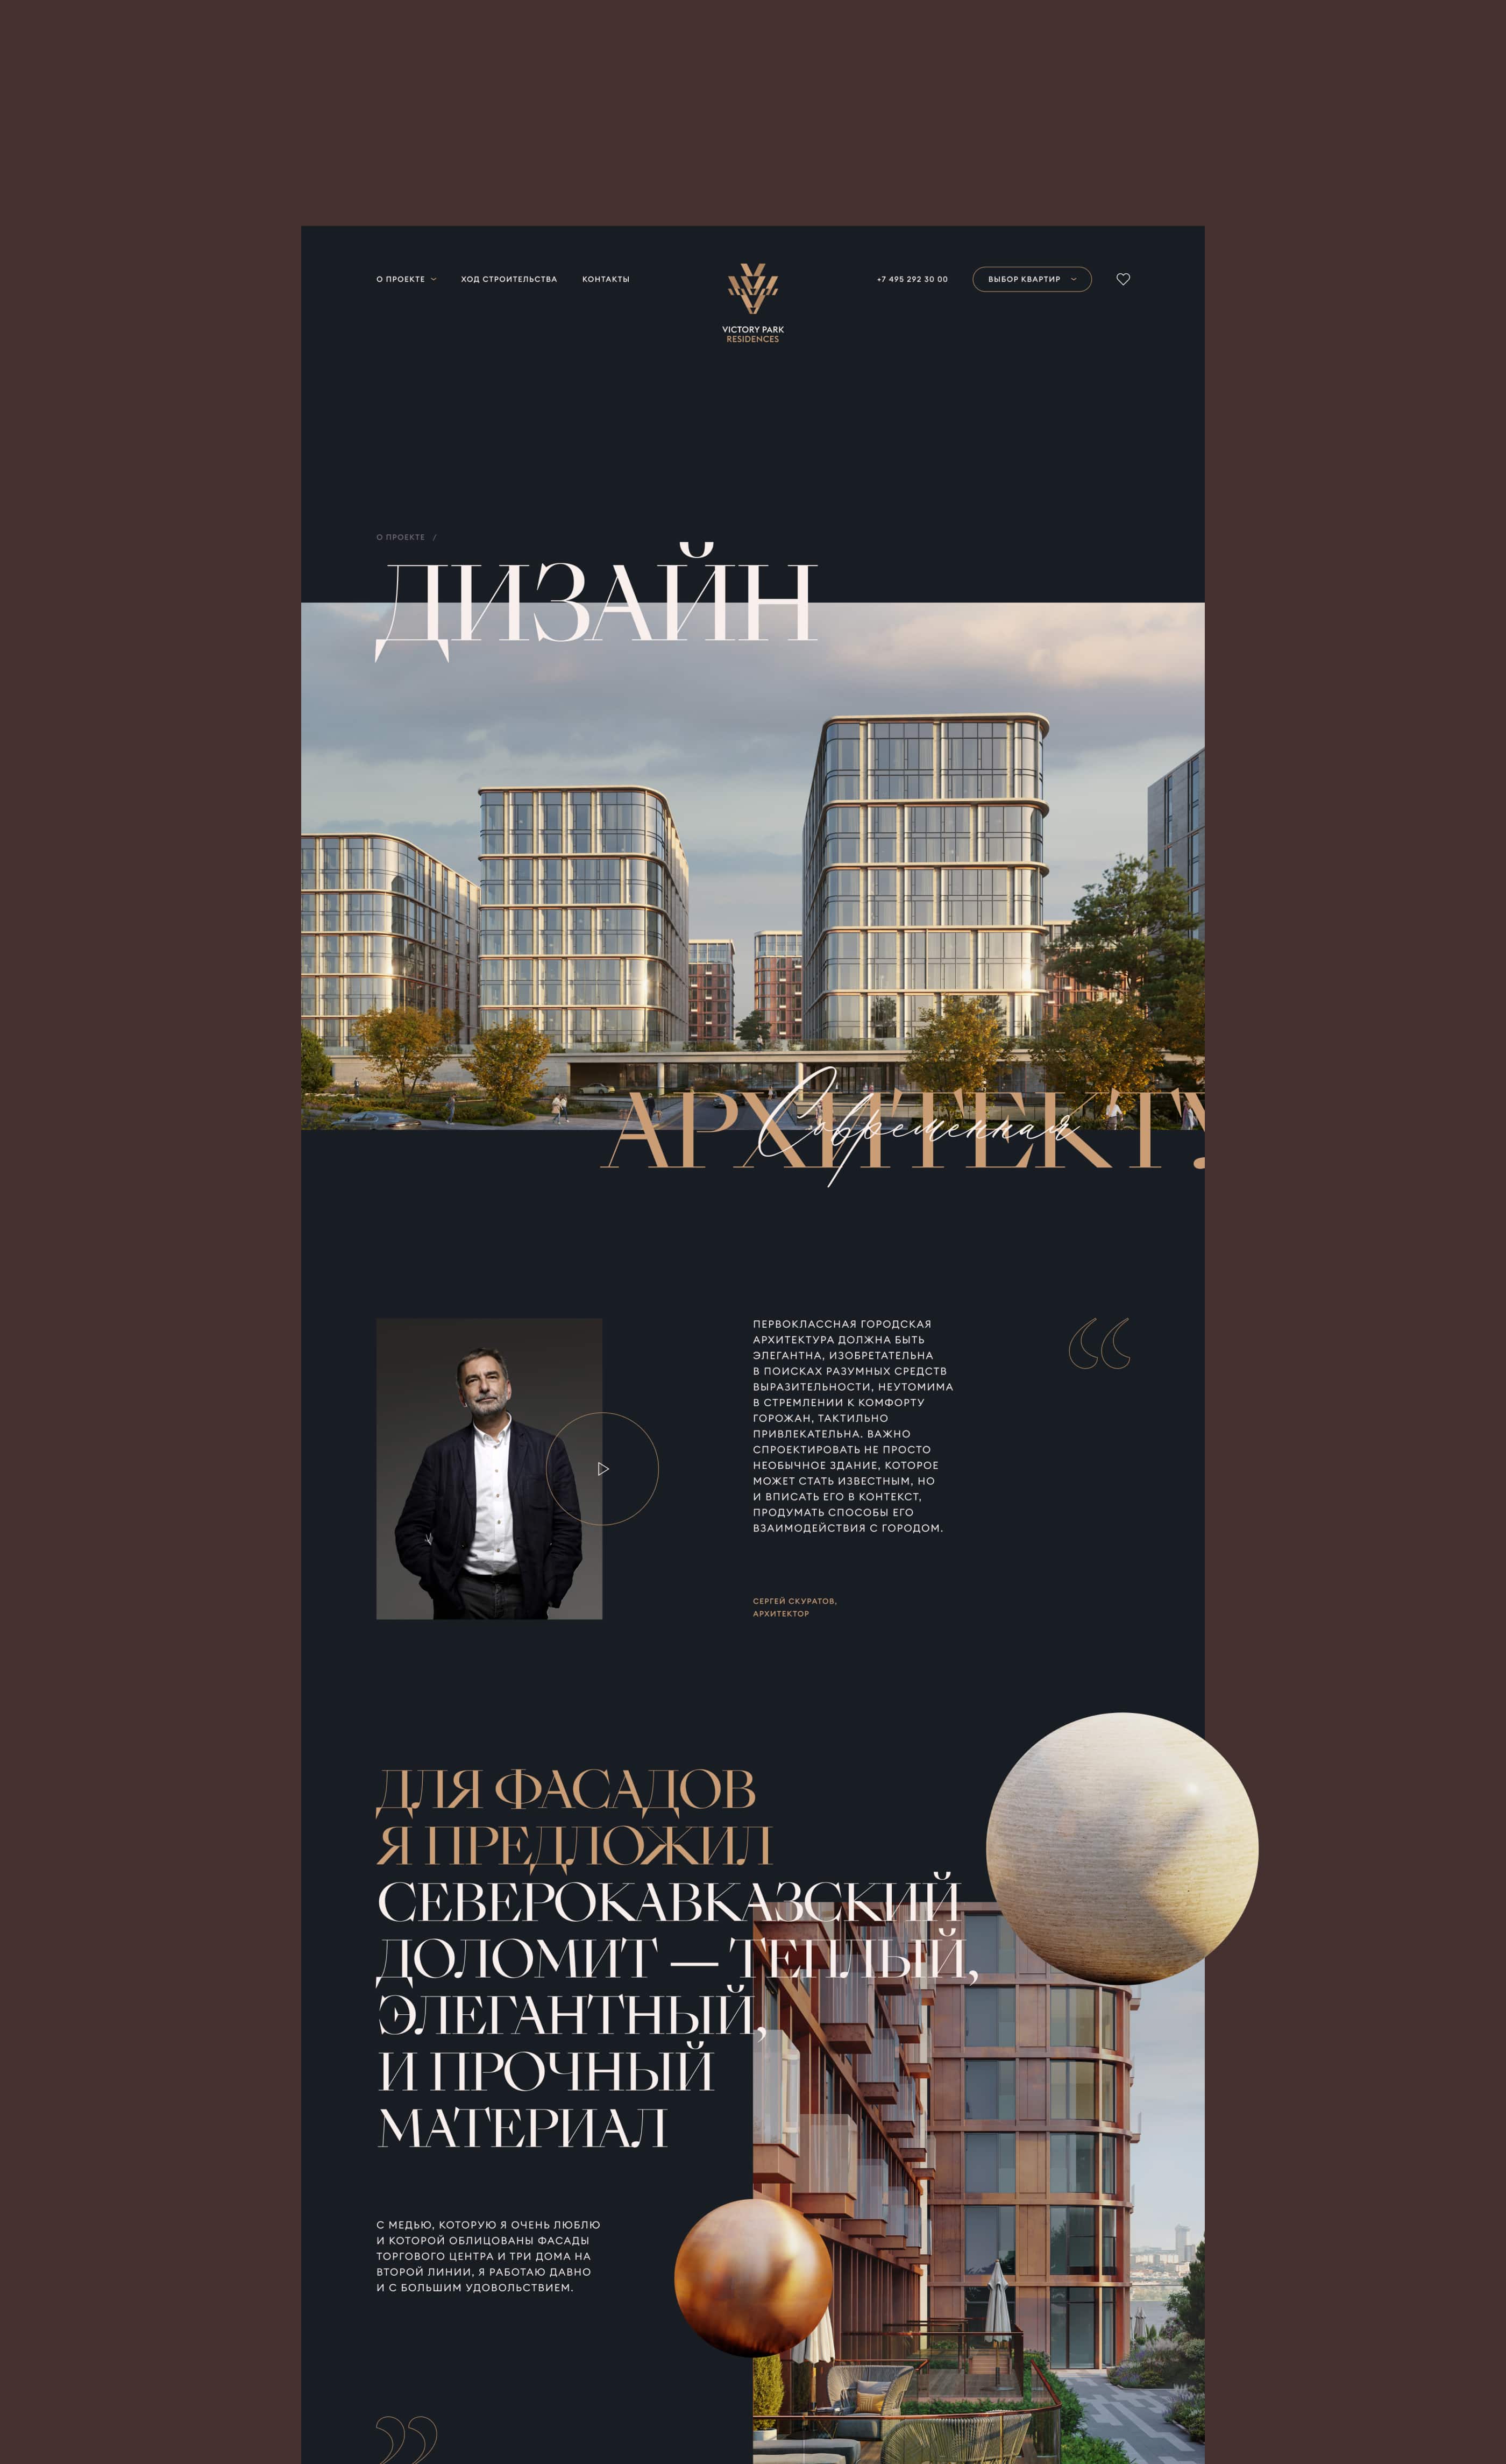 О ПРОЕКТЕ
ХОД СТРОИТЕЛЬСТВА
КОНТАКТЫ
VICTORY PARK
RESIDENCES
+7 495 292 30 00
ВЫБОР КВАРТИР
О ПРОЕКТЕ /
ДИЗАЙН
Современная
АРХИТЕКТУ
ПЕРВОКЛАССНАЯ ГОРОДСКАЯ
АРХИТЕКТУРА ДОЛЖНА БЫТЬ
ЭЛЕГАНТНА, ИЗОБРЕТАТЕЛЬНА
В ПОИСКАХ РАЗУМНЫХ СРЕДСТВ
ВЫРАЗИТЕЛЬНОСТИ, НЕУТОМИМА
В СТРЕМЛЕНИИ К КОМФОРТУ
ГОРОЖАН, ТАКТИЛЬНО
ПРИВЛЕКАТЕЛЬНА. ВАЖНО
СПРОЕКТИРОВАТЬ НЕ ПРОСТО
НЕОБЫЧНОЕ ЗДАНИЕ, КОТОРОЕ
МОЖЕТ СТАТЬ ИЗВЕСТНЫМ, НО
И ВПИСАТЬ ЕГО В КОНТЕКСТ,
ПРОДУМАТЬ СПОСОБЫ ЕГО
ВЗАИМОДЕЙСТВИЯ С ГОРОДОМ.
СЕРГЕЙ СКУРАТОВ,
АРХИТЕКТОР
ДЛЯ ФАСАДОВ
Я ПРЕДЛОЖИЛ
СЕВЕРОКАВКАЗСКИЙ
ДОЛОМИТ — ТЕПЛЫЙ,
ЭЛЕГАНТНЫЙ,
И ПРОЧНЫЙ
МАТЕРИАЛ
С МЕДЬЮ, КОТОРУЮ Я ОЧЕНЬ ЛЮБЛЮ
И КОТОРОЙ ОБЛИЦОВАНЫ ФАСАДЫ
ТОРГОВОГО ЦЕНТРА И ТРИ ДОМА НА
ВТОРОЙ ЛИНИИ, Я РАБОТАЮ ДАВНО
И С БОЛЬШИМ УДОВОЛЬСТВИЕМ.